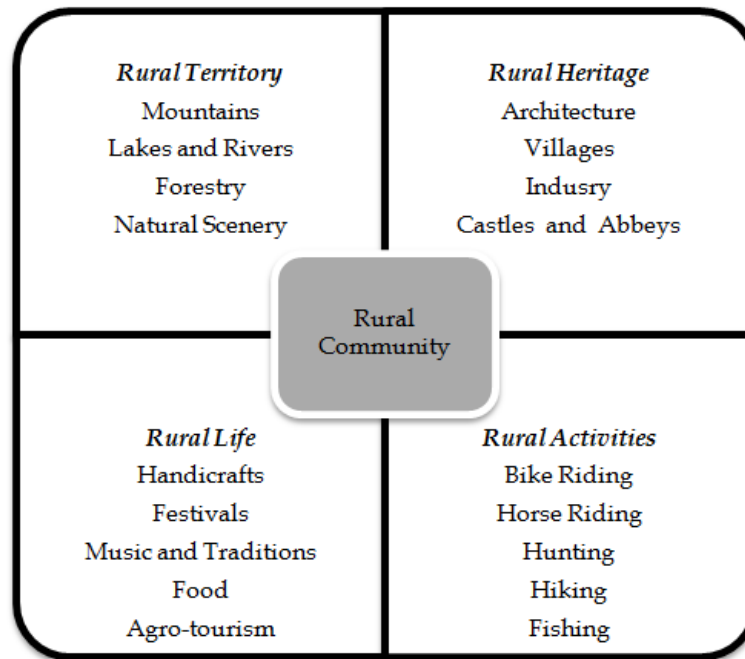 Rural Territory
Mountains
Lakes and Rivers
Forestry
Natural Scenery
Rural Heritage
Architecture
Villages
Indusry
Castles and Abbeys
Rural
Community
Rural Life
Handicrafts
Festivals
Music and Traditions
Food
Agro-tourism
Rural Activities
Bike Riding
Horse Riding
Hunting
Hiking
Fishing